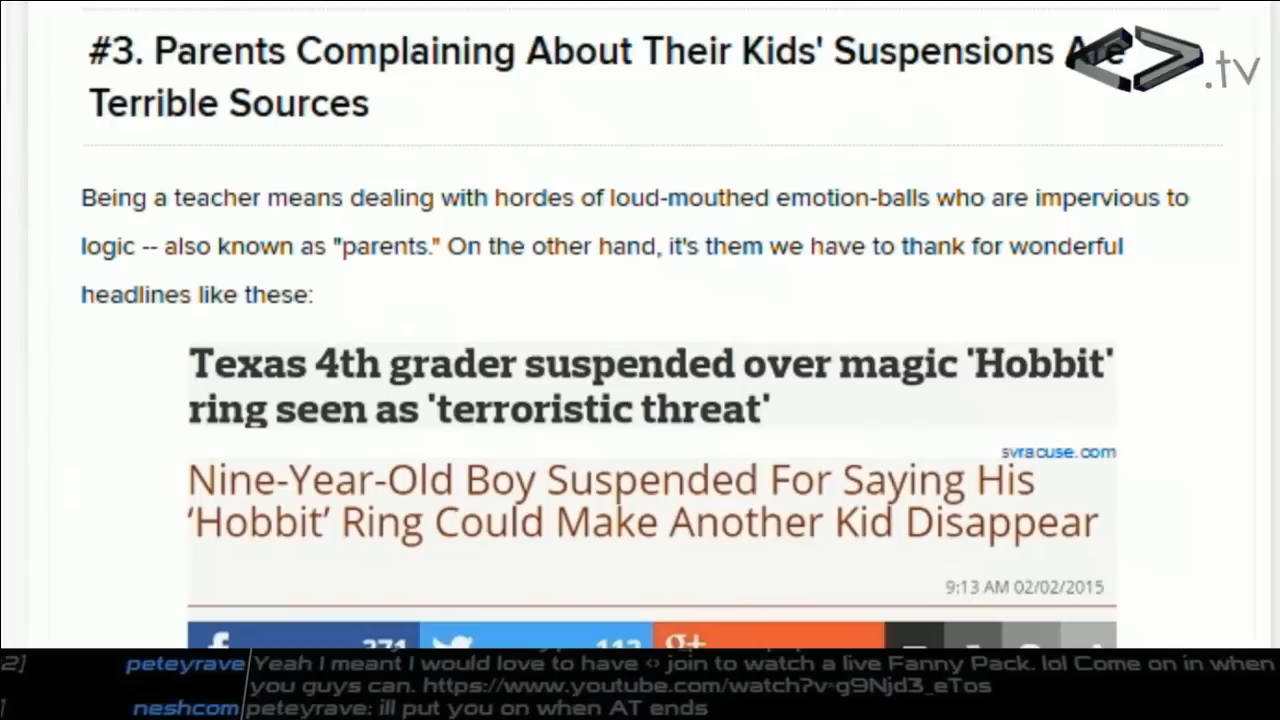 #3. Parents Complaining About Their Kids' Suspensions Are
Terrible Sources
.tv
Being a teacher means dealing with hordes of loud-mouthed emotion-balls who are impervious to
logic -- also known as "parents." On the other hand, it's them we have to thank for wonderful
headlines like these:
Texas 4th grader suspended over magic 'Hobbit'
ring seen as 'terroristic threat'
syracuse.com
Nine-Year-Old Boy Suspended For Saying His
'Hobbit' Ring Could Make Another Kid Disappear
9:13 AM 02/02/2015
271
112
g+
2] peteyrave Yeah I meant I would love to have <> join to watch a live Fanny Pack. lol Come on in when
you guys can. https://www.youtube.com/watch?v=g9Njd3_eTos
] neshcom peteyrave: ill put you on when AT ends